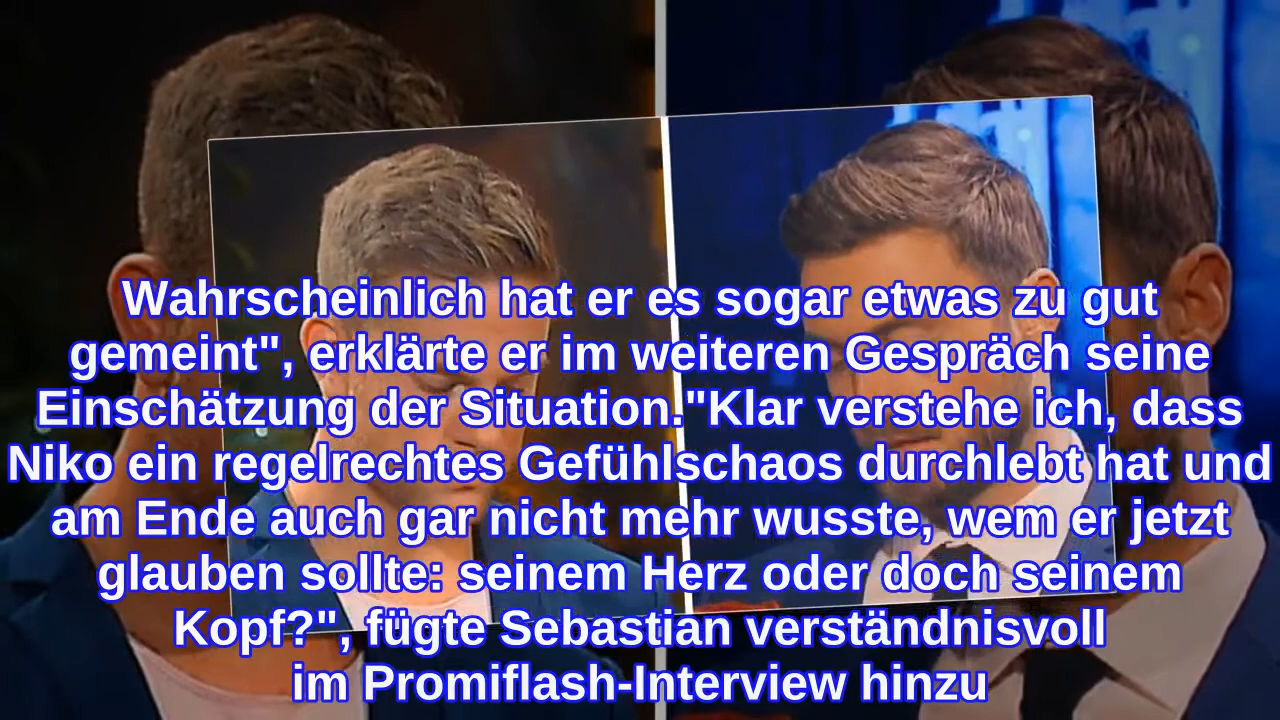 Wahrscheinlich hat er es sogar etwas zu gut
gemeint", erklärte er im weiteren Gespräch seine
Einschätzung der Situation."Klar verstehe ich, dass
Niko ein regelrechtes Gefühlschaos durchlebt hat und
am Ende auch gar nicht mehr wusste, wem er jetzt
glauben sollte: seinem Herz oder doch seinem
Kopf?", fügte Sebastian verständnisvoll
im Promiflash-Interview hinzu